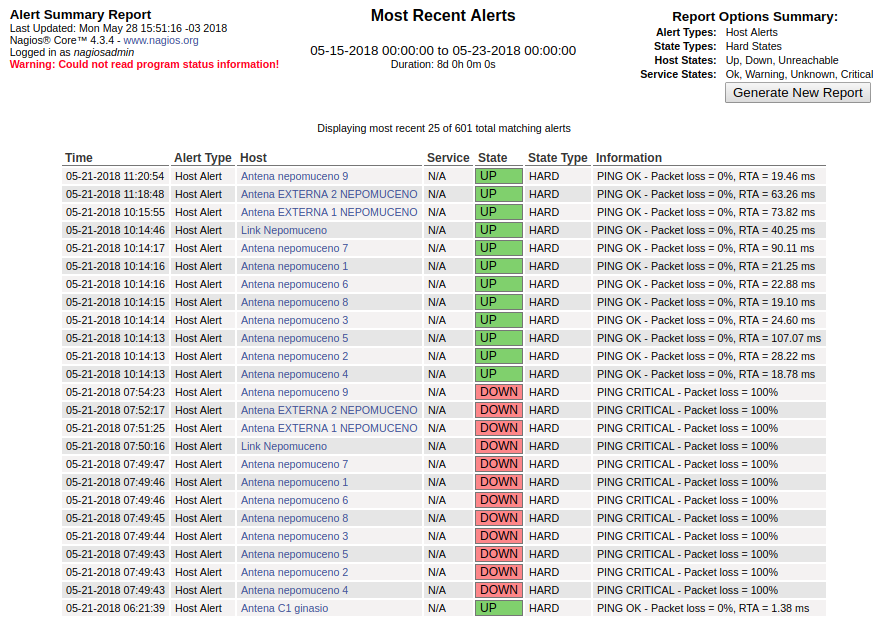 Alert Summary Report
Last Updated: Mon May 28 15:51:16 -03 2018
Nagios® Core™ 4.3.4 - www.nagios.org
Logged in as nagiosadmin
Warning: Could not read program status information!
Most Recent Alerts
05-15-2018 00:00:00 to 05-23-2018 00:00:00
Duration: 8d 0h 0m 0s
Report Options Summary:
Alert Types: Host Alerts
State Types: Hard States
Host States: Up, Down, Unreachable
Service States: Ok, Warning, Unknown, Critical
Generate New Report
Displaying most recent 25 of 601 total matching alerts
Time Alert Type Host Service State State Type Information
05-21-2018 11:20:54 Host Alert Antena nepomuceno 9 N/A UP HARD PING OK - Packet loss = 0%, RTA = 19.46 ms
05-21-2018 11:18:48 Host Alert Antena EXTERNA 2 NEPOMUCENO N/A UP HARD PING OK - Packet loss = 0%, RTA = 63.26 ms
05-21-2018 10:15:55 Host Alert Antena EXTERNA 1 NEPOMUCENO N/A UP HARD PING OK - Packet loss = 0%, RTA = 73.82 ms
05-21-2018 10:14:46 Host Alert Link Nepomuceno N/A UP HARD PING OK - Packet loss = 0%, RTA = 40.25 ms
05-21-2018 10:14:17 Host Alert Antena nepomuceno 7 N/A UP HARD PING OK - Packet loss = 0%, RTA = 90.11 ms
05-21-2018 10:14:16 Host Alert Antena nepomuceno 1 N/A UP HARD PING OK - Packet loss = 0%, RTA = 21.25 ms
05-21-2018 10:14:16 Host Alert Antena nepomuceno 6 N/A UP HARD PING OK - Packet loss = 0%, RTA = 22.88 ms
05-21-2018 10:14:15 Host Alert Antena nepomuceno 8 N/A UP HARD PING OK - Packet loss = 0%, RTA = 19.10 ms
05-21-2018 10:14:14 Host Alert Antena nepomuceno 3 N/A UP HARD PING OK - Packet loss = 0%, RTA = 24.60 ms
05-21-2018 10:14:13 Host Alert Antena nepomuceno 5 N/A UP HARD PING OK - Packet loss = 0%, RTA = 107.07 ms
05-21-2018 10:14:13 Host Alert Antena nepomuceno 2 N/A UP HARD PING OK - Packet loss = 0%, RTA = 28.22 ms
05-21-2018 10:14:13 Host Alert Antena nepomuceno 4 N/A UP HARD PING OK - Packet loss = 0%, RTA = 18.78 ms
05-21-2018 07:54:23 Host Alert Antena nepomuceno 9 N/A DOWN HARD PING CRITICAL - Packet loss = 100%
05-21-2018 07:52:17 Host Alert Antena EXTERNA 2 NEPOMUCENO N/A DOWN HARD PING CRITICAL - Packet loss = 100%
05-21-2018 07:51:25 Host Alert Antena EXTERNA 1 NEPOMUCENO N/A DOWN HARD PING CRITICAL - Packet loss = 100%
05-21-2018 07:50:16 Host Alert Link Nepomuceno N/A DOWN HARD PING CRITICAL - Packet loss = 100%
05-21-2018 07:49:47 Host Alert Antena nepomuceno 7 N/A DOWN HARD PING CRITICAL - Packet loss = 100%
05-21-2018 07:49:46 Host Alert Antena nepomuceno 1 N/A DOWN HARD PING CRITICAL - Packet loss = 100%
05-21-2018 07:49:46 Host Alert Antena nepomuceno 6 N/A DOWN HARD PING CRITICAL - Packet loss = 100%
05-21-2018 07:49:45 Host Alert Antena nepomuceno 8 N/A DOWN HARD PING CRITICAL - Packet loss = 100%
05-21-2018 07:49:44 Host Alert Antena nepomuceno 3 N/A DOWN HARD PING CRITICAL - Packet loss = 100%
05-21-2018 07:49:43 Host Alert Antena nepomuceno 5 N/A DOWN HARD PING CRITICAL - Packet loss = 100%
05-21-2018 07:49:43 Host Alert Antena nepomuceno 2 N/A DOWN HARD PING CRITICAL - Packet loss = 100%
05-21-2018 07:49:43 Host Alert Antena nepomuceno 4 N/A DOWN HARD PING CRITICAL - Packet loss = 100%
05-21-2018 06:21:39 Host Alert Antena C1 ginasio N/A UP HARD PING OK - Packet loss = 0%, RTA = 1.38 ms